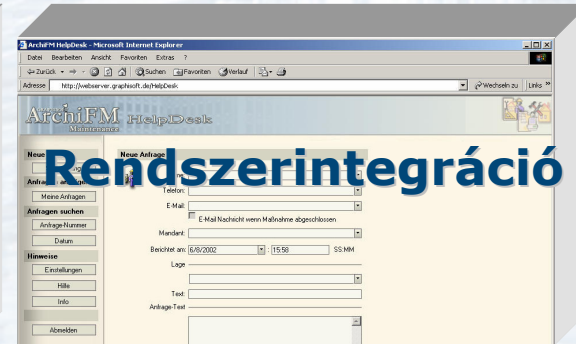 ArchiFM HelpDesk - Microsoft Internet Explorer
Datei Bearbeiten Ansicht Favoriten Extras ?
Zurück Suchen Favoriten Verlauf
Adresse http://webserver.graphisoft.de/HelpDesk Wechseln zu Links »
ArchiFM HelpDesk
Maintenance
Rendszerintegráció
Neue
Anfragen
Meine Anfragen
Anfragen suchen
Anfrage-Nummer
Datum
Hinweise
Einstellungen
Hilfe
Info
Abmelden
Neue Anfrage
Telefon:
E-Mail:
E-Mail Nachricht wenn Maßnahme abgeschlossen
Mandant:
Berichtet am: 6/8/2002 : 15:58 SS:MM
Lage
Text:
Anfrage-Text